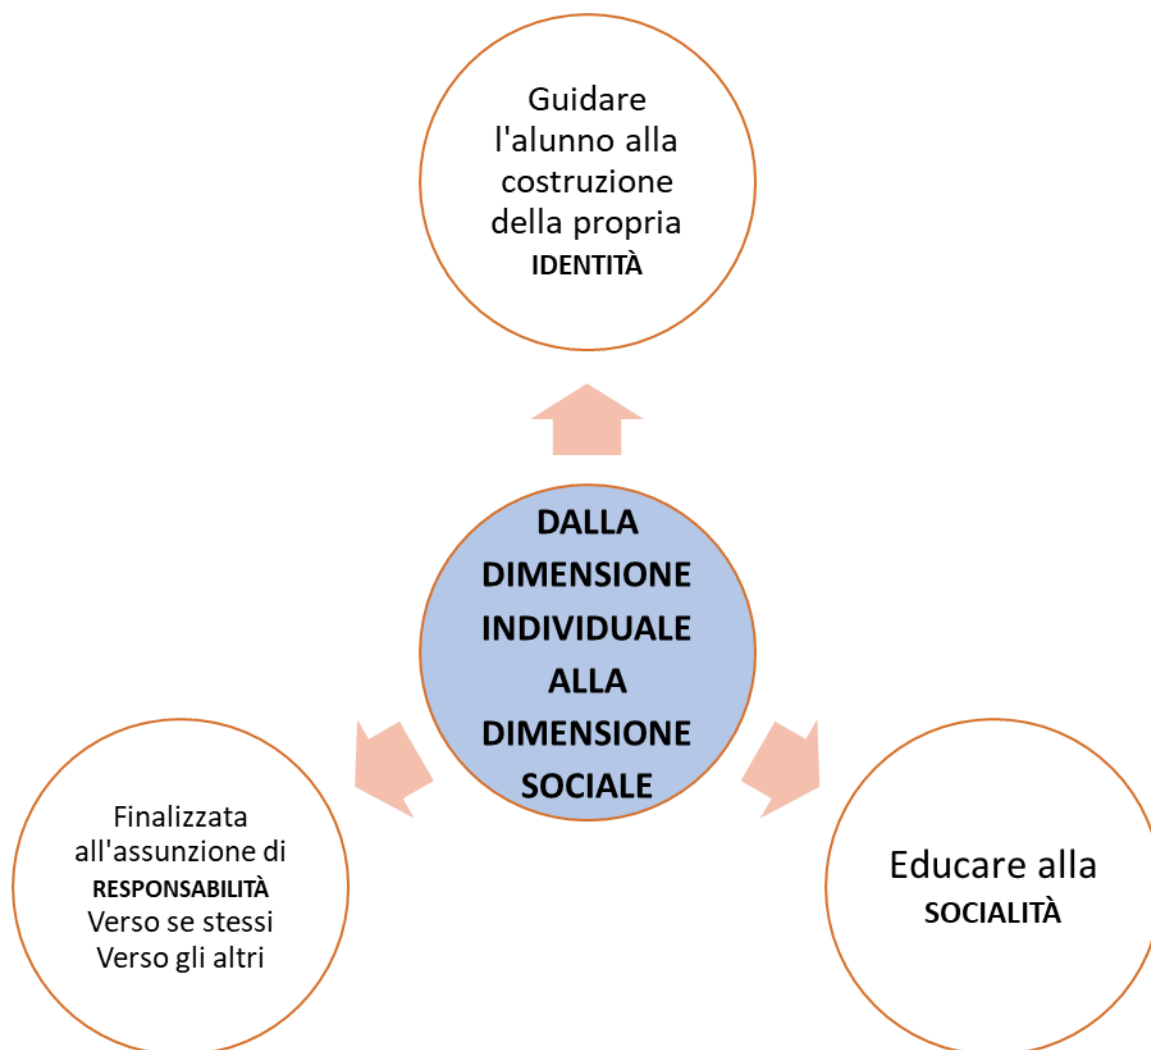 Guidare
l'alunno alla
costruzione
della propria
IDENTITÀ
DALLA
DIMENSIONE
INDIVIDUALE
ALLA
DIMENSIONE
SOCIALE
Finalizzata
all'assunzione di
RESPONSABILITÀ
Verso se stessi
Verso gli altri
Educare alla
SOCIALITÀ